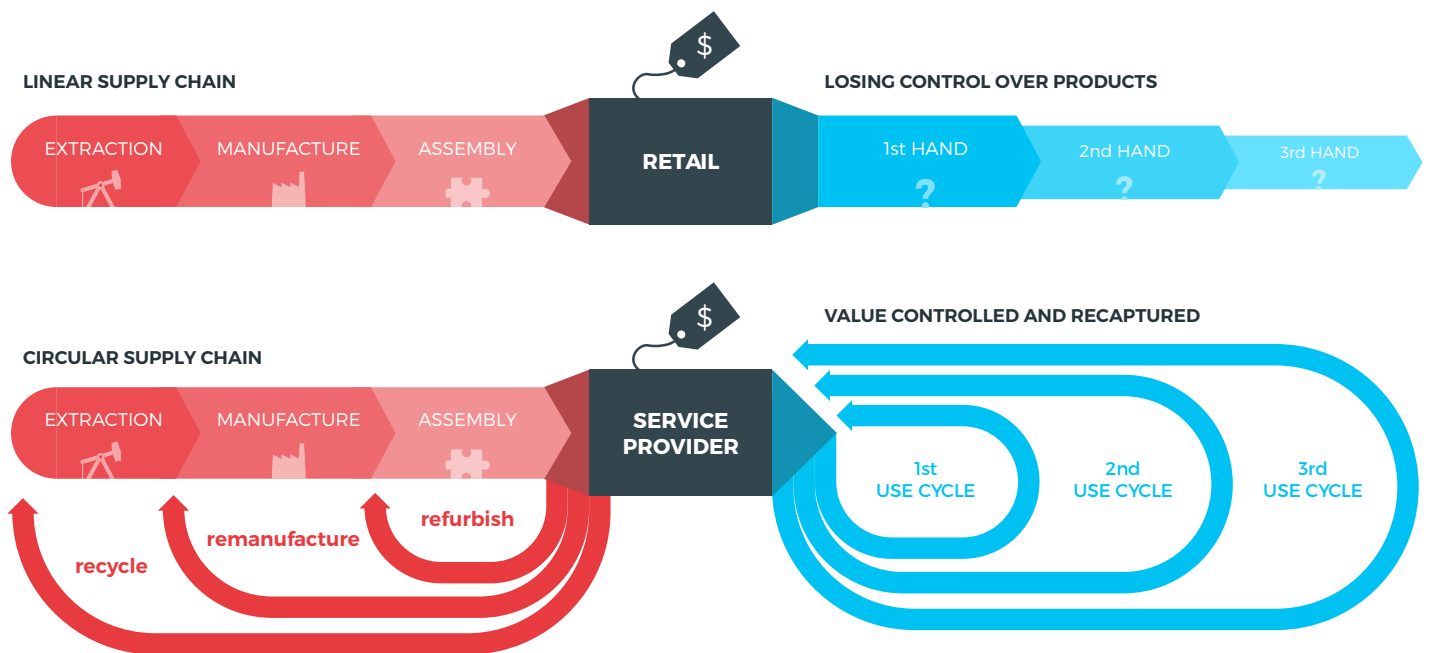 $
LINEAR SUPPLY CHAIN
LOSING CONTROL OVER PRODUCTS
EXTRACTION
MANUFACTURE
ASSEMBLY
RETAIL
1st HAND
?
2nd HAND
?
3rd HAND
?
$
CIRCULAR SUPPLY CHAIN
VALUE CONTROLLED AND RECAPTURED
EXTRACTION
MANUFACTURE
ASSEMBLY
SERVICE
PROVIDER
1st
USE CYCLE
2nd
USE CYCLE
3rd
USE CYCLE
refurbish
remanufacture
recycle